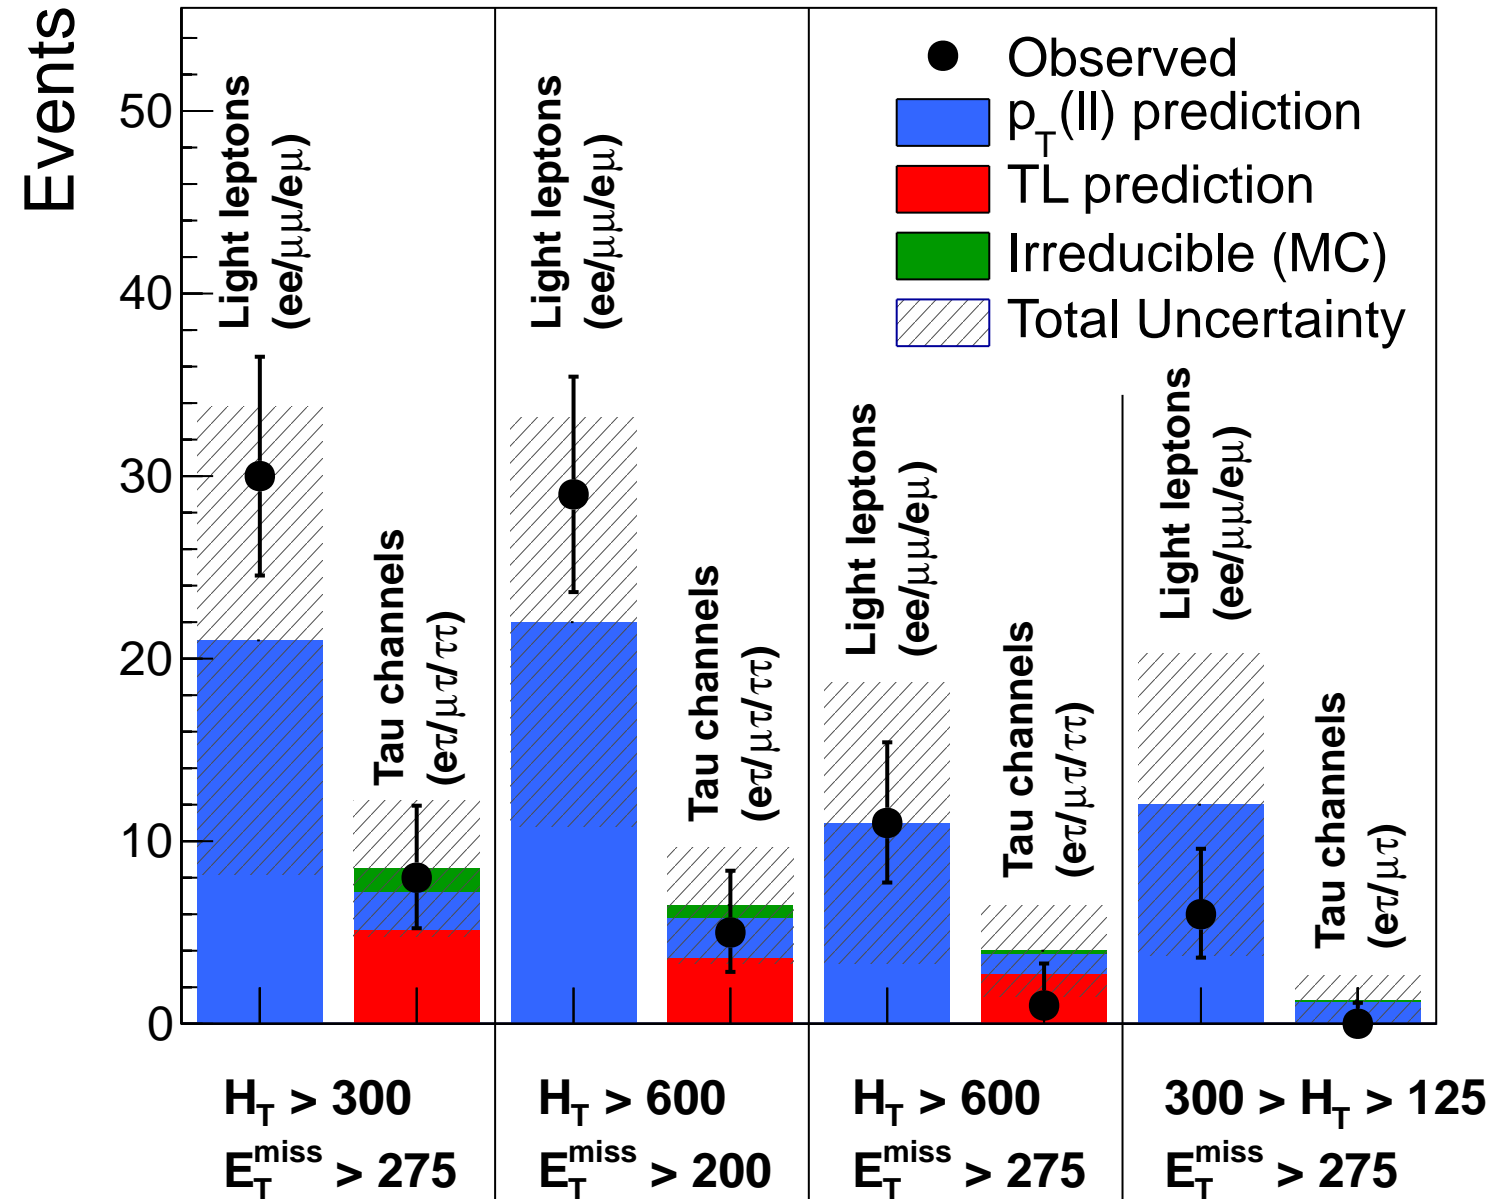 Events
50
40
30
20
10
0
Observed
p_T(ll) prediction
TL prediction
Irreducible (MC)
Total Uncertainty
Light leptons
(ee/μμ/eμ)
Tau channels
(eτ/μτ/ττ)
Light leptons
(ee/μμ/eμ)
Tau channels
(eτ/μτ/ττ)
Light leptons
(ee/μμ/eμ)
Tau channels
(eτ/μτ/ττ)
Light leptons
(ee/μμ/eμ)
Tau channels
(eτ/μτ)
H_T > 300
E_T^miss > 275
H_T > 600
E_T^miss > 200
H_T > 600
E_T^miss > 275
300 > H_T > 125
E_T^miss > 275